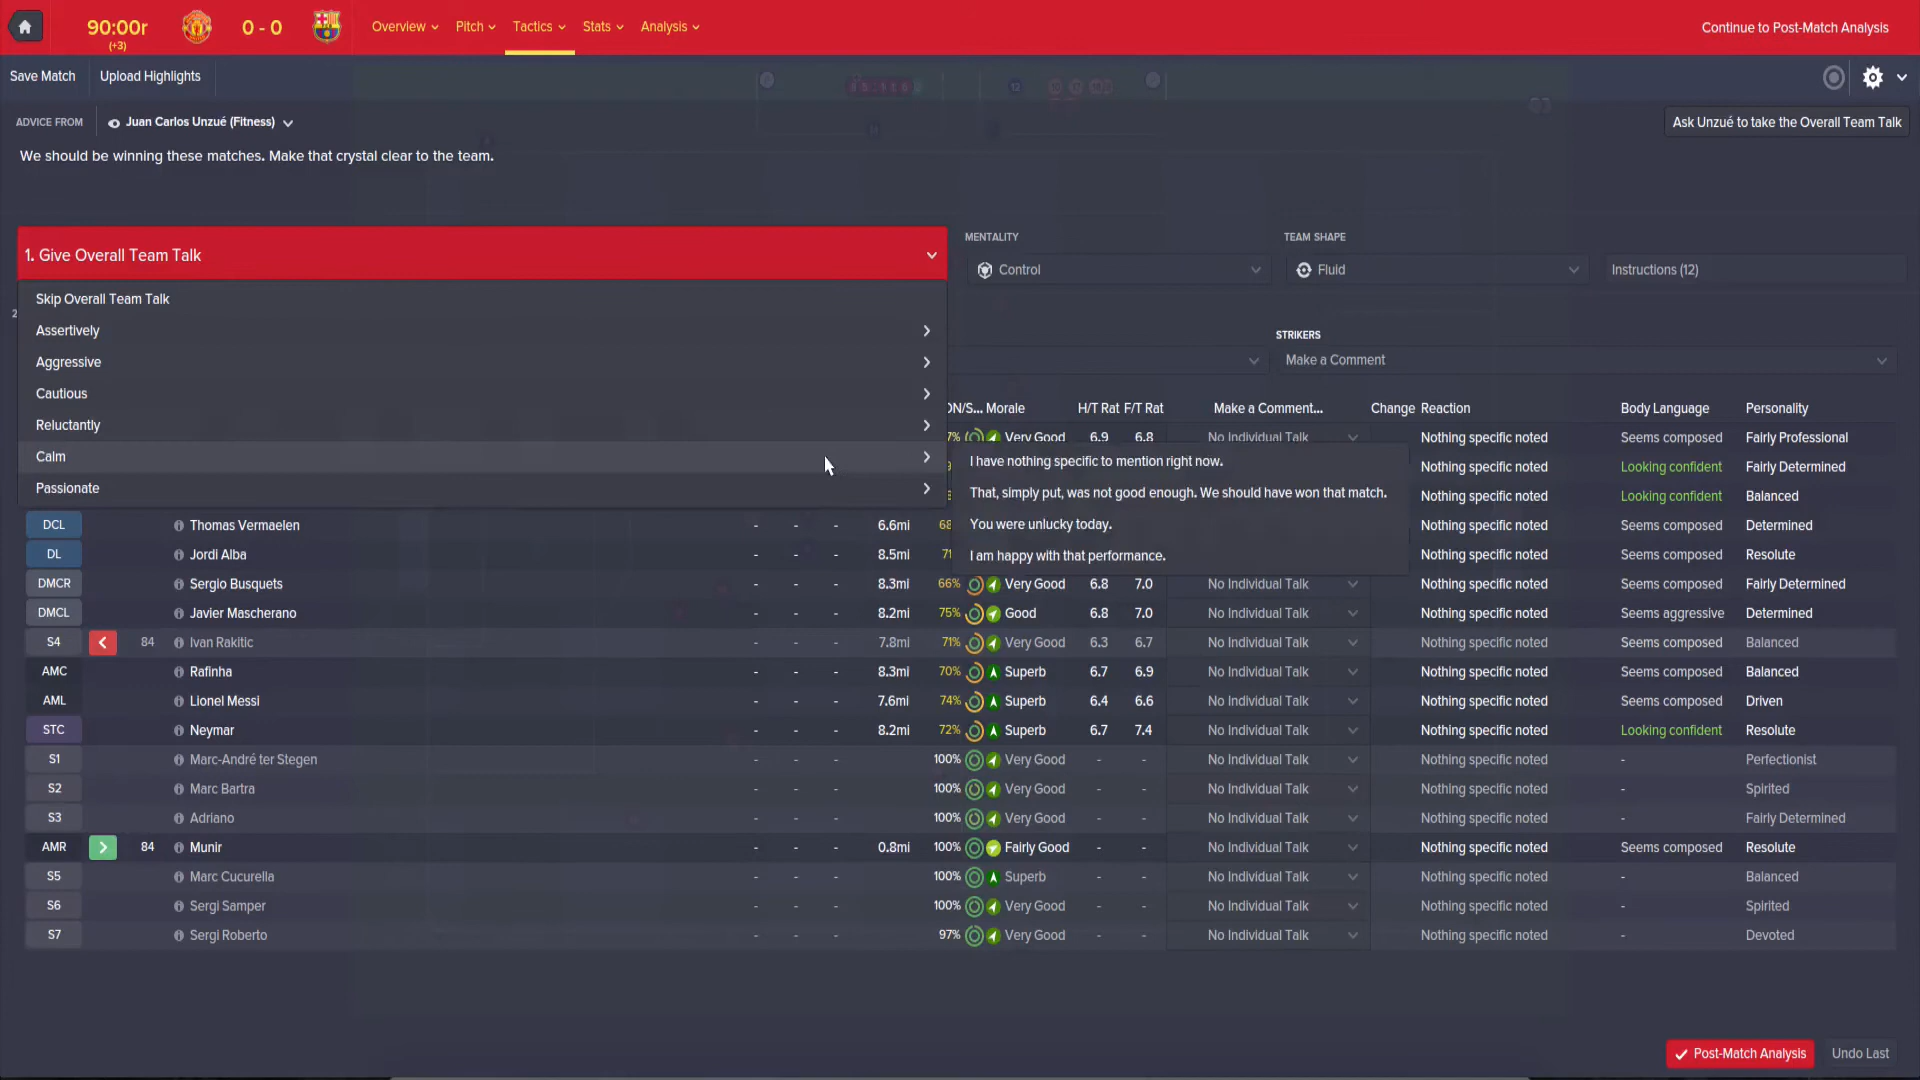 90:00r
(+3)
0 - 0
Overview
Pitch
Tactics
Stats
Analysis
Continue to Post-Match Analysis
Save Match
Upload Highlights
ADVICE FROM
Juan Carlos Unzué (Fitness)
Ask Unzué to take the Overall Team Talk
We should be winning these matches. Make that crystal clear to the team.
1. Give Overall Team Talk
MENTALITY
TEAM SHAPE
Control
Fluid
Instructions (12)
Skip Overall Team Talk
Assertively
Aggressive
Cautious
Reluctantly
Calm
Passionate
STRIKERS
Make a Comment
Morale H/T Rat F/T Rat Make a Comment... Change Reaction Body Language Personality
Very Good 6.9 6.8 No Individual Talk Nothing specific noted Seems composed Fairly Professional
Nothing specific noted Looking confident Fairly Determined
Nothing specific noted Looking confident Balanced
I have nothing specific to mention right now.
That, simply put, was not good enough. We should have won that match.
You were unlucky today.
I am happy with that performance.
DCL Thomas Vermaelen - - - 6.6mi 68 Nothing specific noted Seems composed Determined
DL Jordi Alba - - - 8.5mi 71 Nothing specific noted Seems composed Resolute
DMCR Sergio Busquets - - - 8.3mi 66% Very Good 6.8 7.0 No Individual Talk Nothing specific noted Seems composed Fairly Determined
DMCL Javier Mascherano - - - 8.2mi 75% Good 6.8 7.0 No Individual Talk Nothing specific noted Seems aggressive Determined
S4 84 Ivan Rakitic - - - 7.8mi 71% Very Good 6.3 6.7 No Individual Talk Nothing specific noted Seems composed Balanced
AMC Rafinha - - - 8.3mi 70% Superb 6.7 6.9 No Individual Talk Nothing specific noted Seems composed Balanced
AML Lionel Messi - - - 7.6mi 74% Superb 6.4 6.6 No Individual Talk Nothing specific noted Seems composed Driven
STC Neymar - - - 8.2mi 72% Superb 6.7 7.4 No Individual Talk Nothing specific noted Looking confident Resolute
S1 Marc-André ter Stegen - - - 100% Very Good - - No Individual Talk Nothing specific noted - Perfectionist
S2 Marc Bartra - - - 100% Very Good - - No Individual Talk Nothing specific noted - Spirited
S3 Adriano - - - 100% Very Good - - No Individual Talk Nothing specific noted - Fairly Determined
AMR 84 Munir - - - 0.8mi 100% Fairly Good - - No Individual Talk Nothing specific noted Seems composed Resolute
S5 Marc Cucurella - - - 100% Superb - - No Individual Talk Nothing specific noted - Balanced
S6 Sergi Samper - - - 100% Very Good - - No Individual Talk Nothing specific noted - Spirited
S7 Sergi Roberto - - - 97% Very Good - - No Individual Talk Nothing specific noted - Devoted
Post-Match Analysis
Undo Last